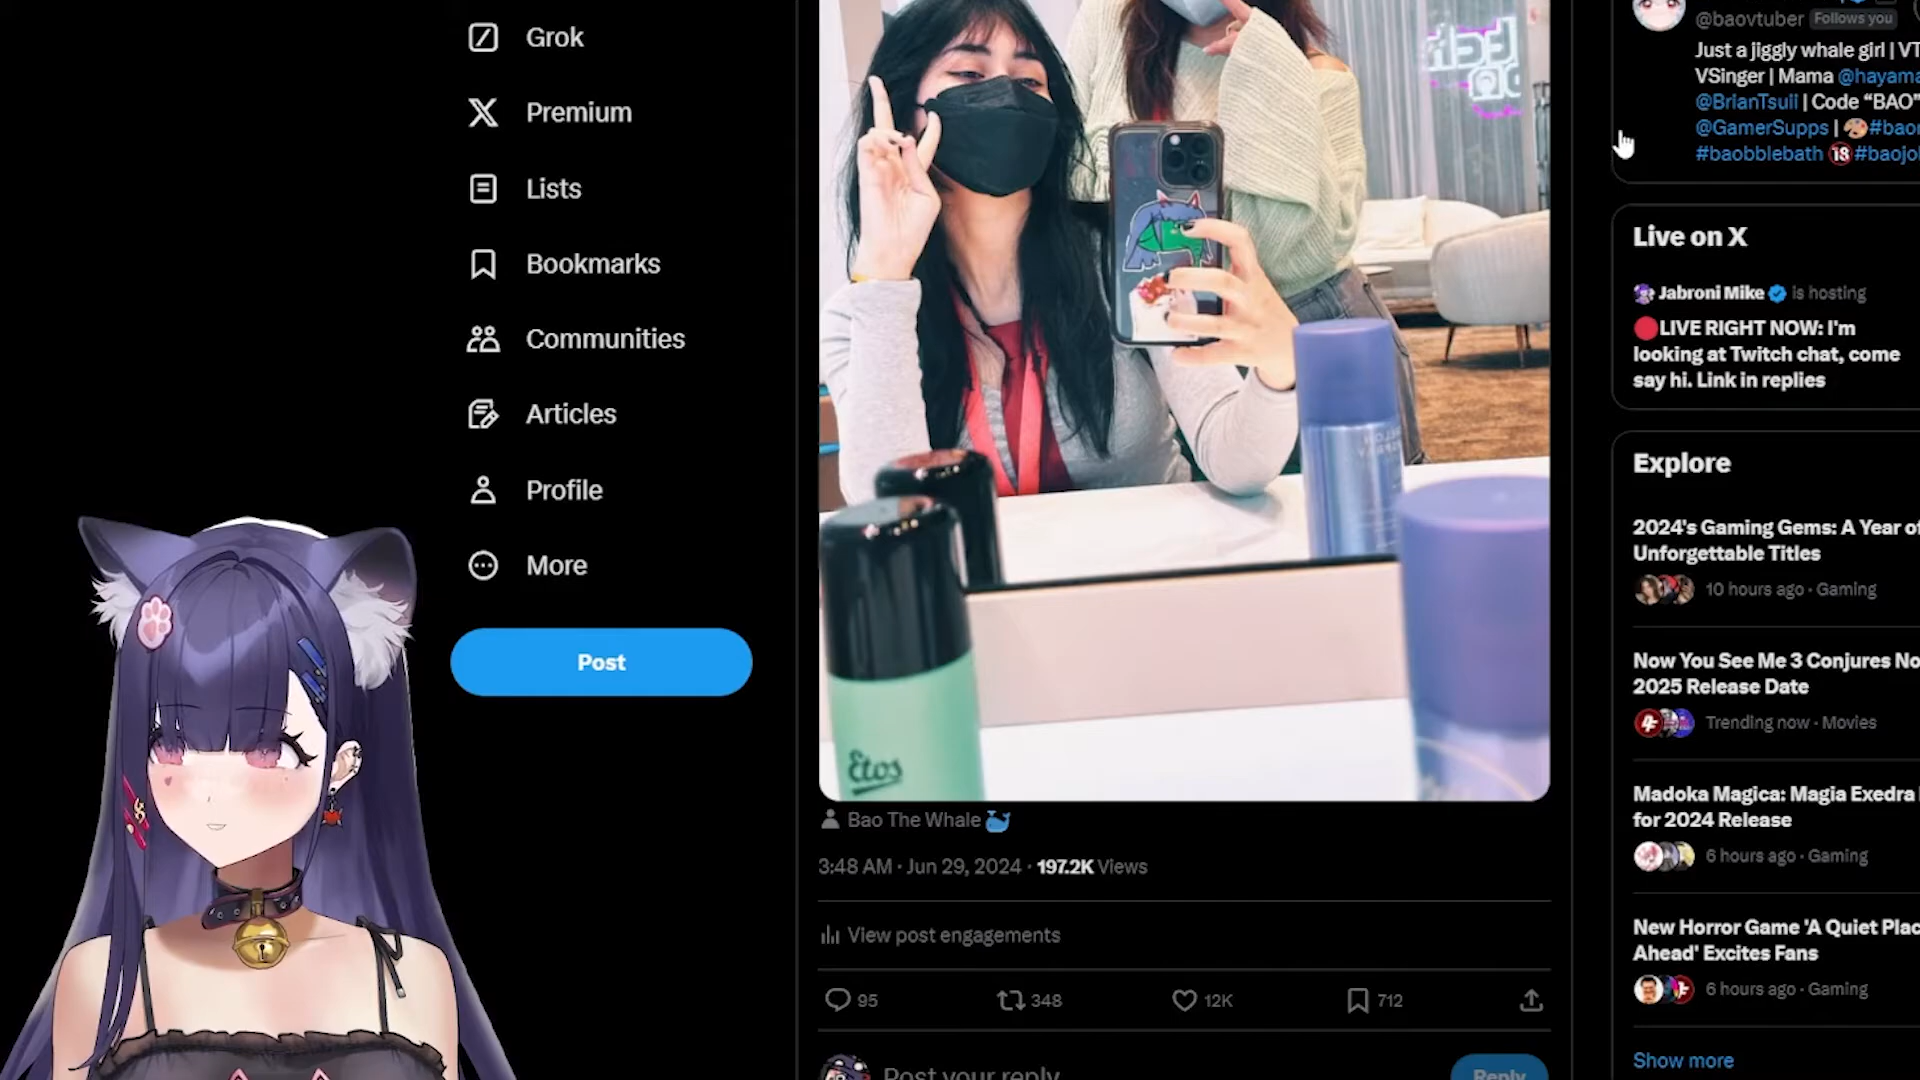 Grok
Premium
Lists
Bookmarks
Communities
Articles
Profile
More
Post
Etos
Bao The Whale🐳
3:48 AM · Jun 29, 2024 · 197.2K Views
View post engagements
95
348
12K
712
Post your reply
Reply
@baovtuber Follows you
Just a jiggly whale girl | VT
VSinger | Mama @hayama
@BrianTsuii | Code “BAO”
@GamerSupps | 🎨#baor
#baobblebath 🔞#baojol
Live on X
Jabroni Mike is hosting
🔴LIVE RIGHT NOW: I'm
looking at Twitch chat, come
say hi. Link in replies
Explore
2024's Gaming Gems: A Year of
Unforgettable Titles
10 hours ago · Gaming
Now You See Me 3 Conjures No
2025 Release Date
Trending now · Movies
Madoka Magica: Magia Exedra
for 2024 Release
6 hours ago · Gaming
New Horror Game 'A Quiet Plac
Ahead' Excites Fans
6 hours ago · Gaming
Show more